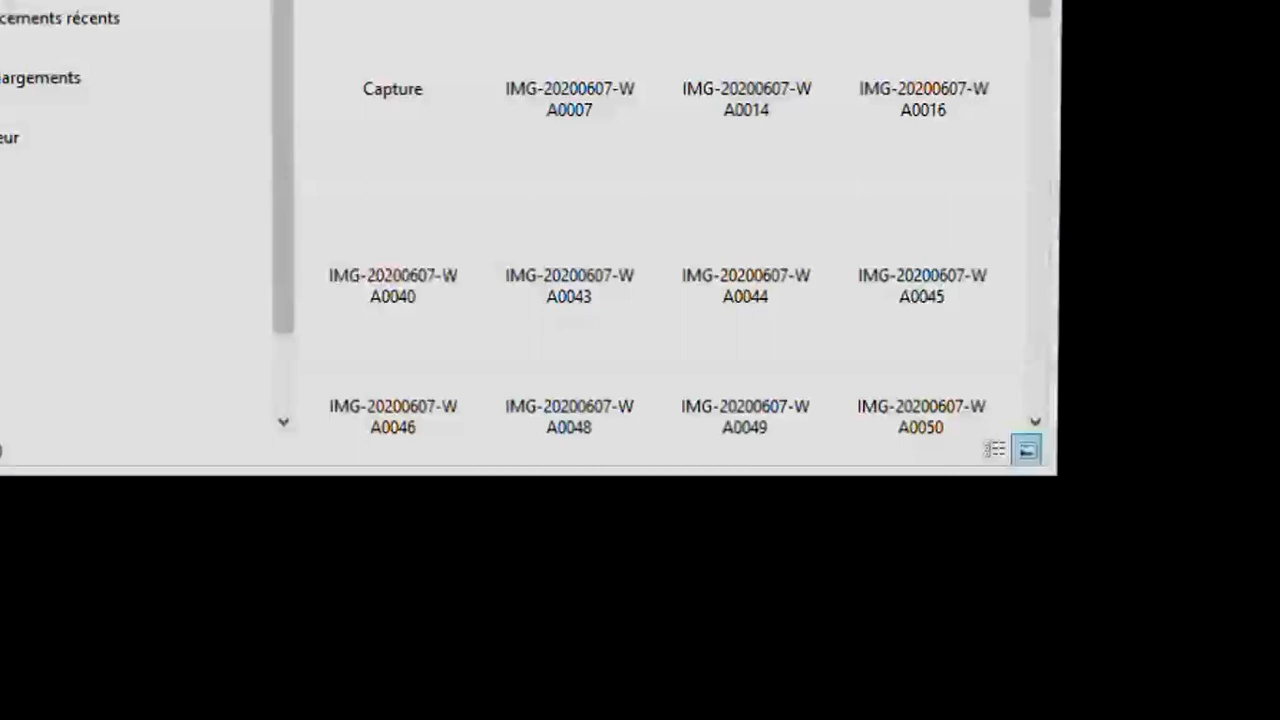 cements récents
argements
eur
Capture
IMG-20200607-W
A0007
IMG-20200607-W
A0014
IMG-20200607-W
A0016
IMG-20200607-W
A0040
IMG-20200607-W
A0043
IMG-20200607-W
A0044
IMG-20200607-W
A0045
IMG-20200607-W
A0046
IMG-20200607-W
A0048
IMG-20200607-W
A0049
IMG-20200607-W
A0050